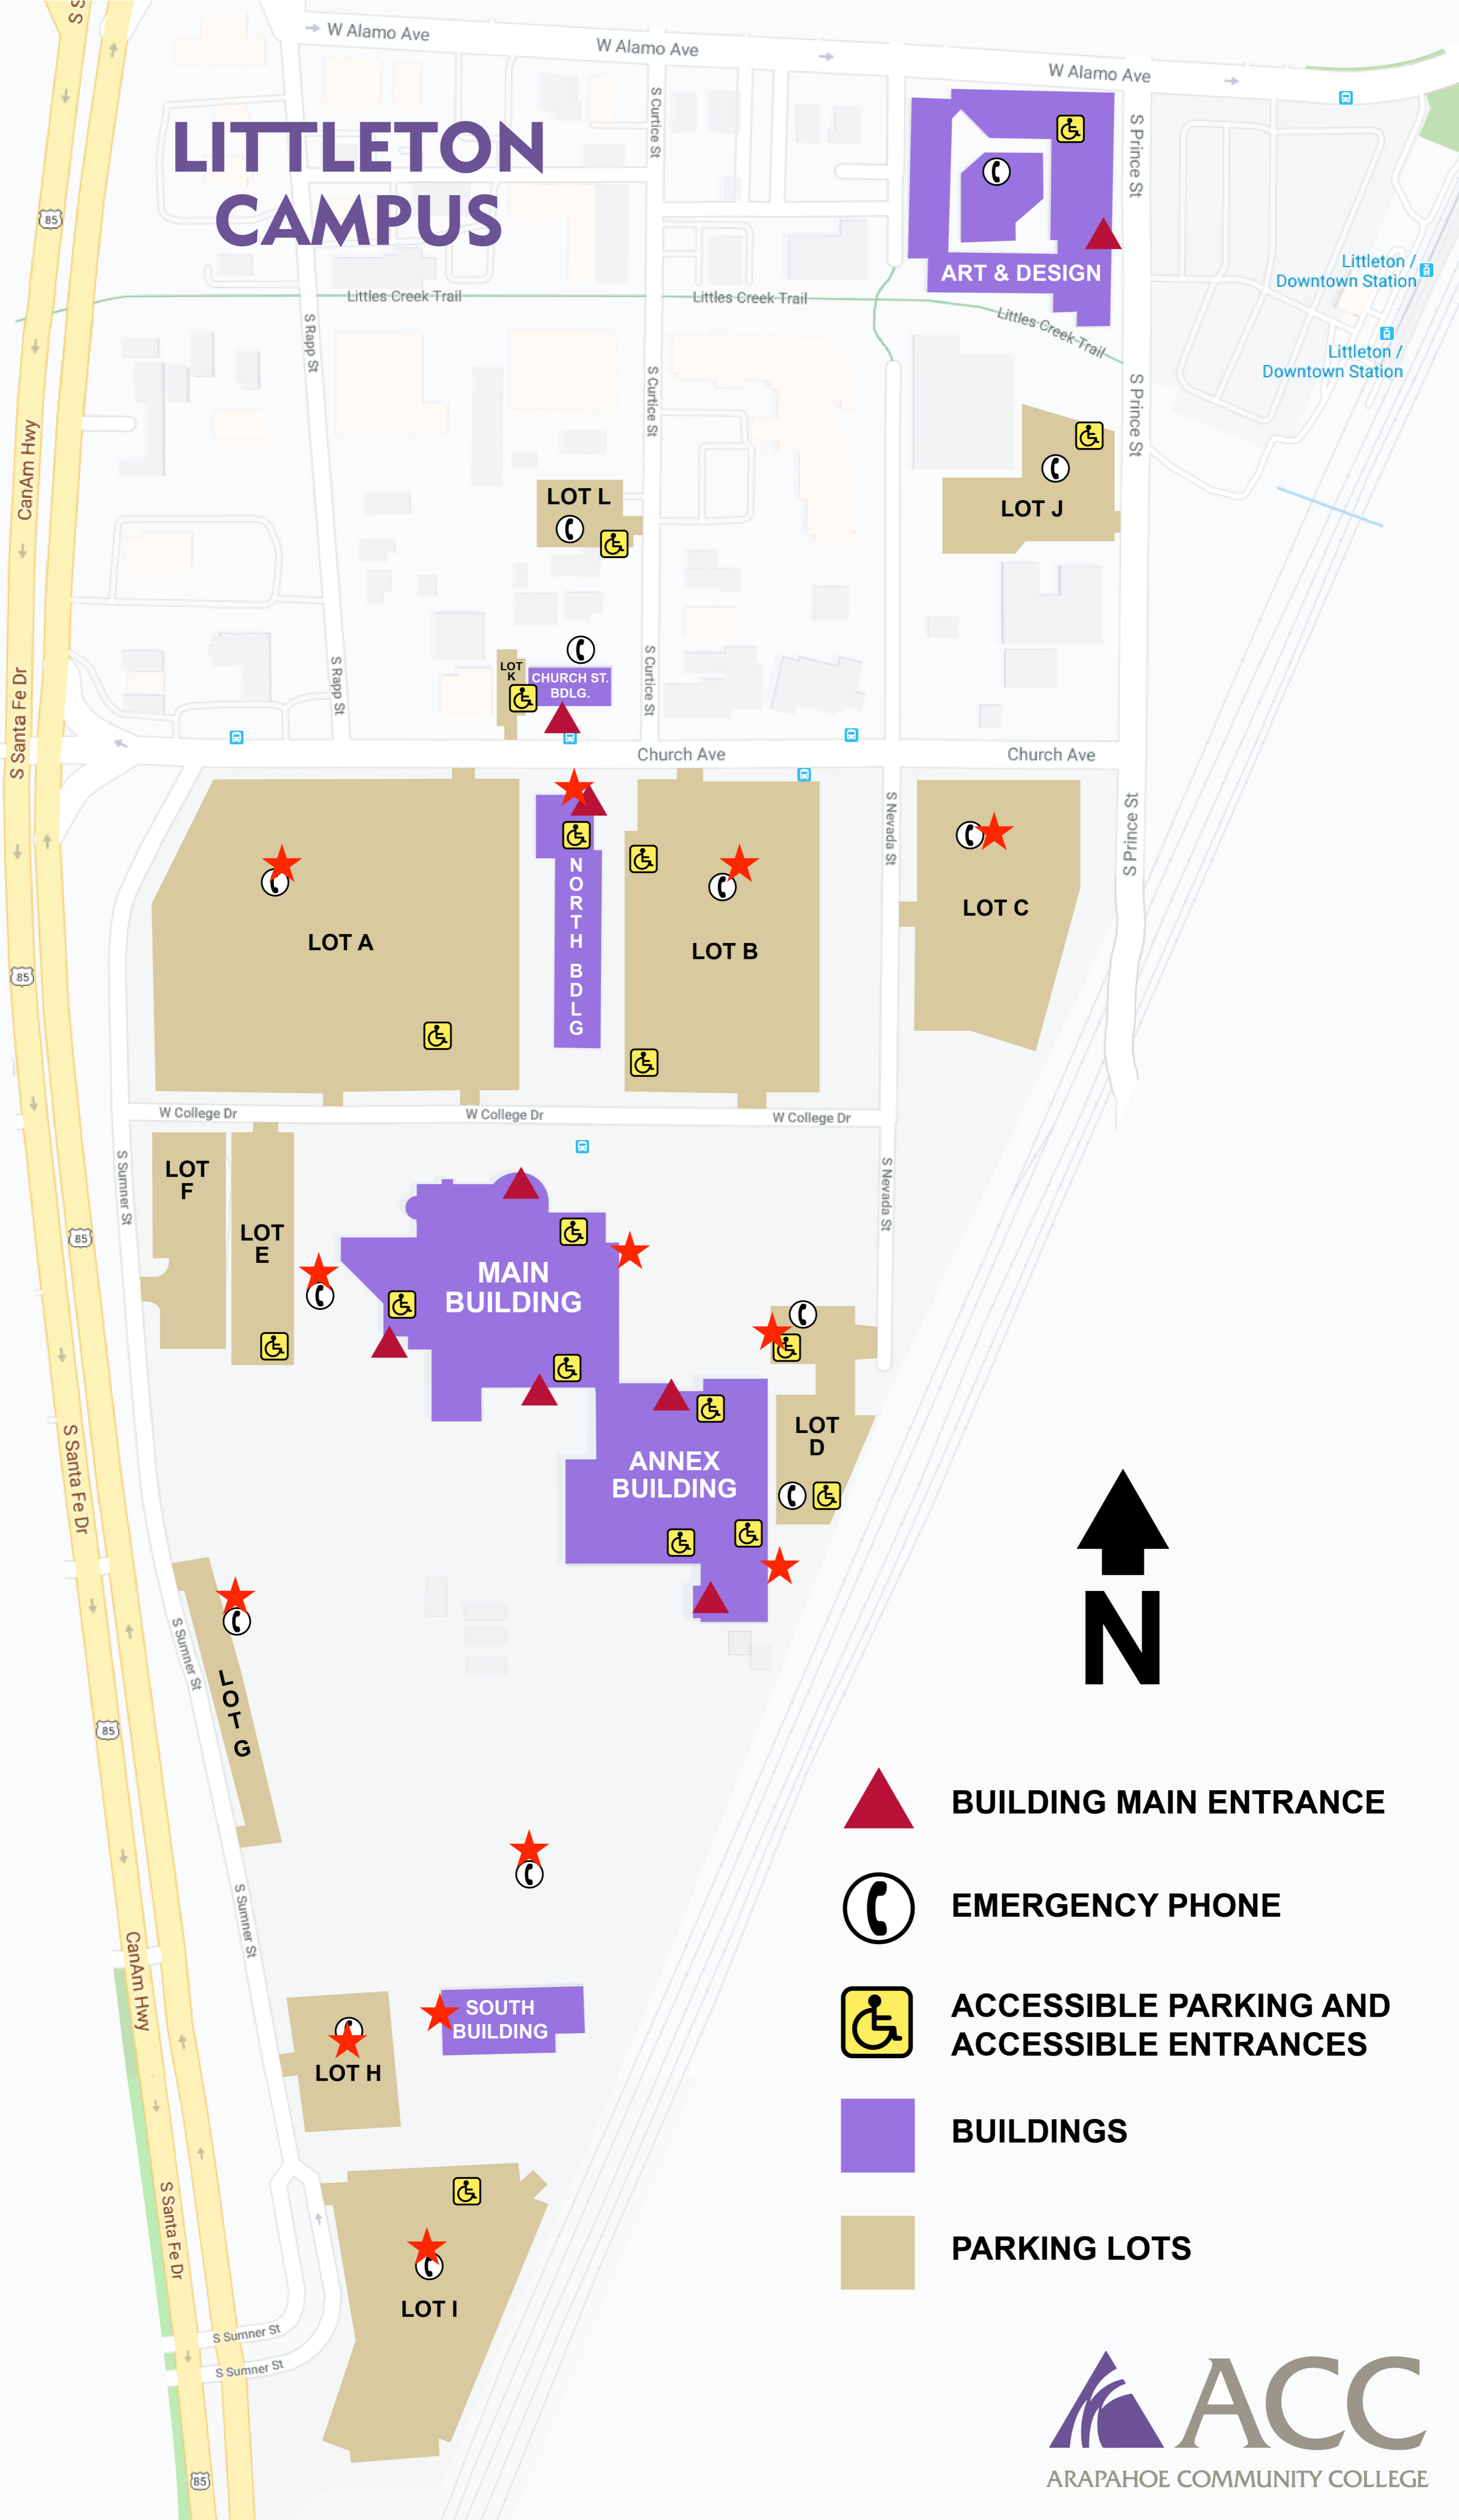 S S
W Alamo Ave
W Alamo Ave
W Alamo Ave
LITTLETON
CAMPUS
S Curtice St
S Prince St
85
ART & DESIGN
Littleton /
Downtown Station
Littles Creek Trail
Littles Creek Trail
Littles Creek Trail
S Rapp St
Littleton /
Downtown Station
S Curtice St
S Prince St
CanAm Hwy
LOT L
LOT J
S Rapp St
S Curtice St
LOT
K
CHURCH ST.
BDLG.
S Santa Fe Dr
Church Ave
Church Ave
S Nevada St
S Prince St
NORTH BDLG
LOT A
LOT B
LOT C
85
W College Dr
W College Dr
W College Dr
S Sumner St
LOT
F
LOT
E
S Nevada St
85
MAIN
BUILDING
LOT
D
S Santa Fe Dr
ANNEX
BUILDING
N
S Sumner St
LOT G
85
BUILDING MAIN ENTRANCE
S Sumner St
EMERGENCY PHONE
CanAm Hwy
SOUTH
BUILDING
ACCESSIBLE PARKING AND
ACCESSIBLE ENTRANCES
LOT H
BUILDINGS
S Santa Fe Dr
PARKING LOTS
LOT I
S Sumner St
S Sumner St
85
ACC
ARAPAHOE COMMUNITY COLLEGE